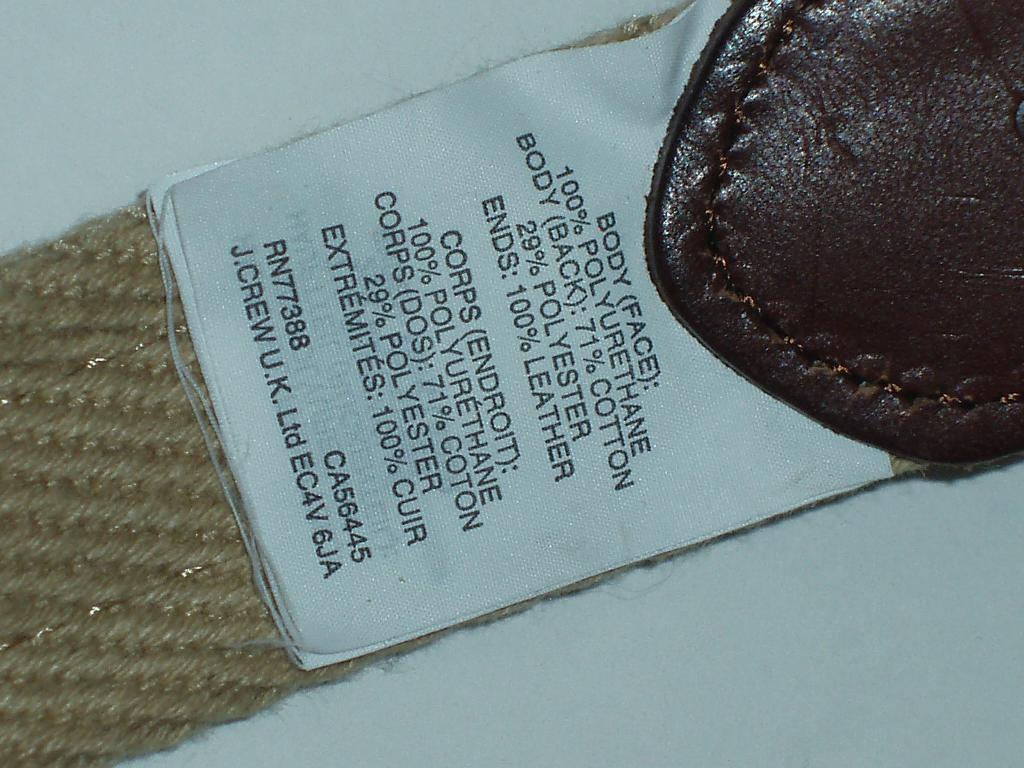 BODY (FACE):
100% POLYURETHANE
BODY (BACK): 71% COTTON
29% POLYESTER
ENDS: 100% LEATHER
CORPS (ENDROIT):
100% POLYURÉTHANE
CORPS (DOS): 71% COTON
29% POLYESTER
EXTRÉMITÉS: 100% CUIR
RN77388 CA56445
J.CREW U.K. Ltd EC4V 6JA